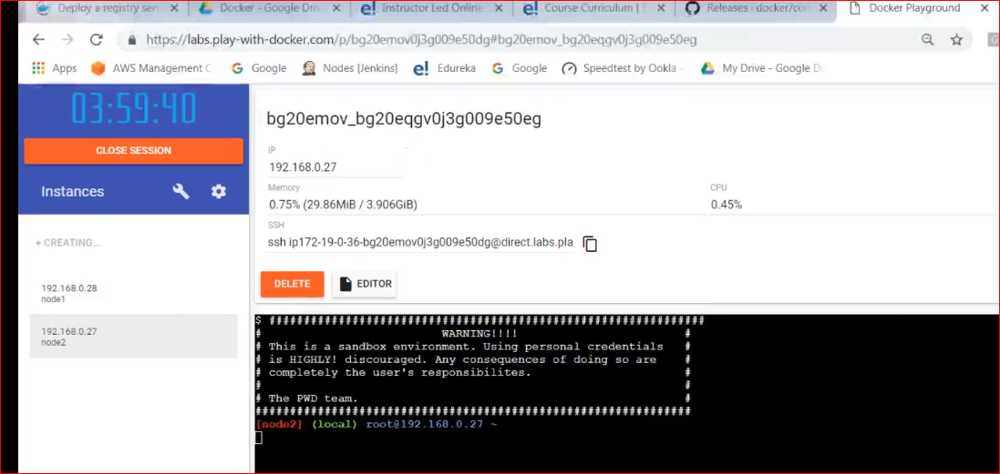 Deploy a registry ser
Docker - Google Driv
Instructor Led Online
Course Curriculum | E
Releases · docker/com
Docker Playground
https://labs.play-with-docker.com/p/bg20emov0j3g009e50dg#bg20emov_bg20eqgv0j3g009e50eg
Apps
AWS Management C
Google
Nodes [Jenkins]
Edureka
Google
Speedtest by Ookla -
My Drive - Google D
03:59:40
CLOSE SESSION
Instances
+ CREATING...
192.168.0.28
node1
192.168.0.27
node2
bg20emov_bg20eqgv0j3g009e50eg
IP
192.168.0.27
Memory
0.75% (29.86MiB / 3.906GiB)
CPU
0.45%
SSH
ssh ip172-19-0-36-bg20emov0j3g009e50dg@direct.labs.pla
DELETE
EDITOR
$ ###############################################################
# WARNING!!!! #
# This is a sandbox environment. Using personal credentials #
# is HIGHLY! discouraged. Any consequences of doing so are #
# completely the user's responsibilites. #
# #
# The PWD team. #
###############################################################
[node2] (local) root@192.168.0.27 ~